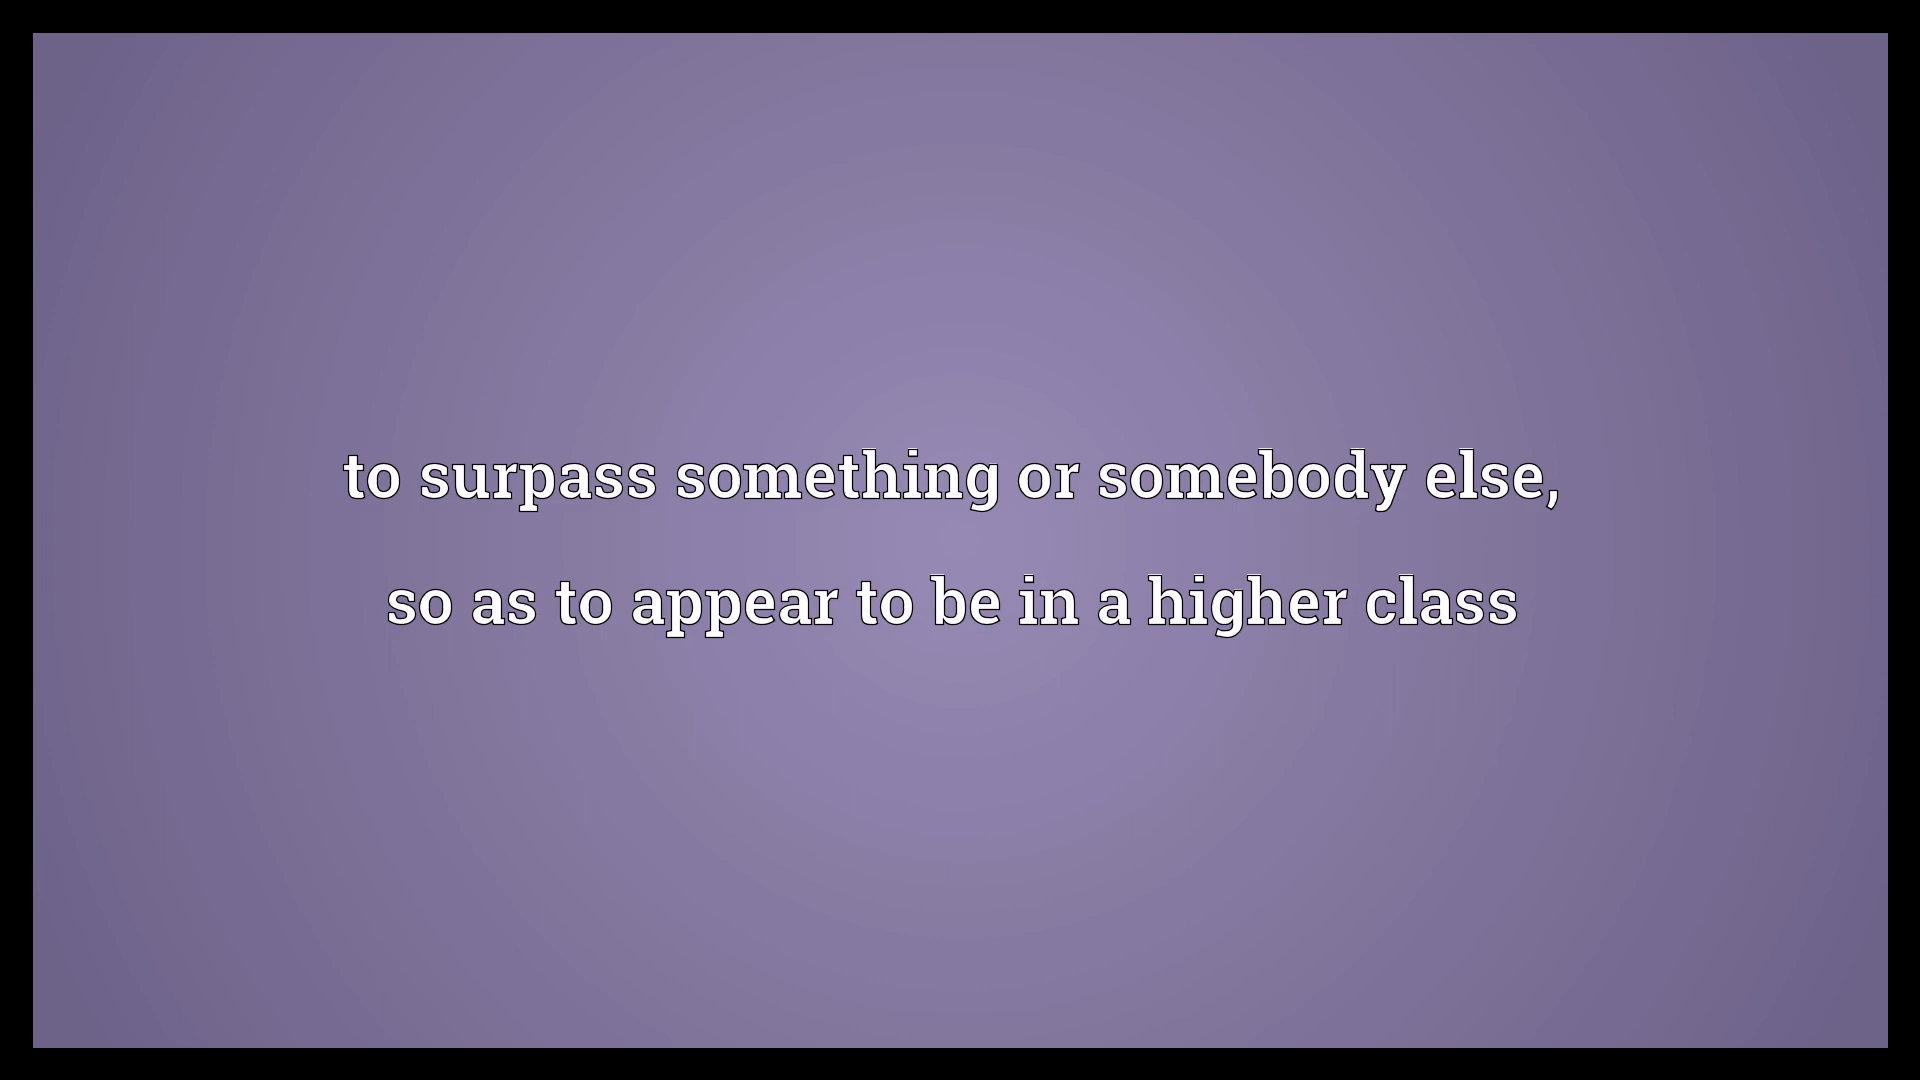 to surpass something or somebody else,
so as to appear to be in a higher class